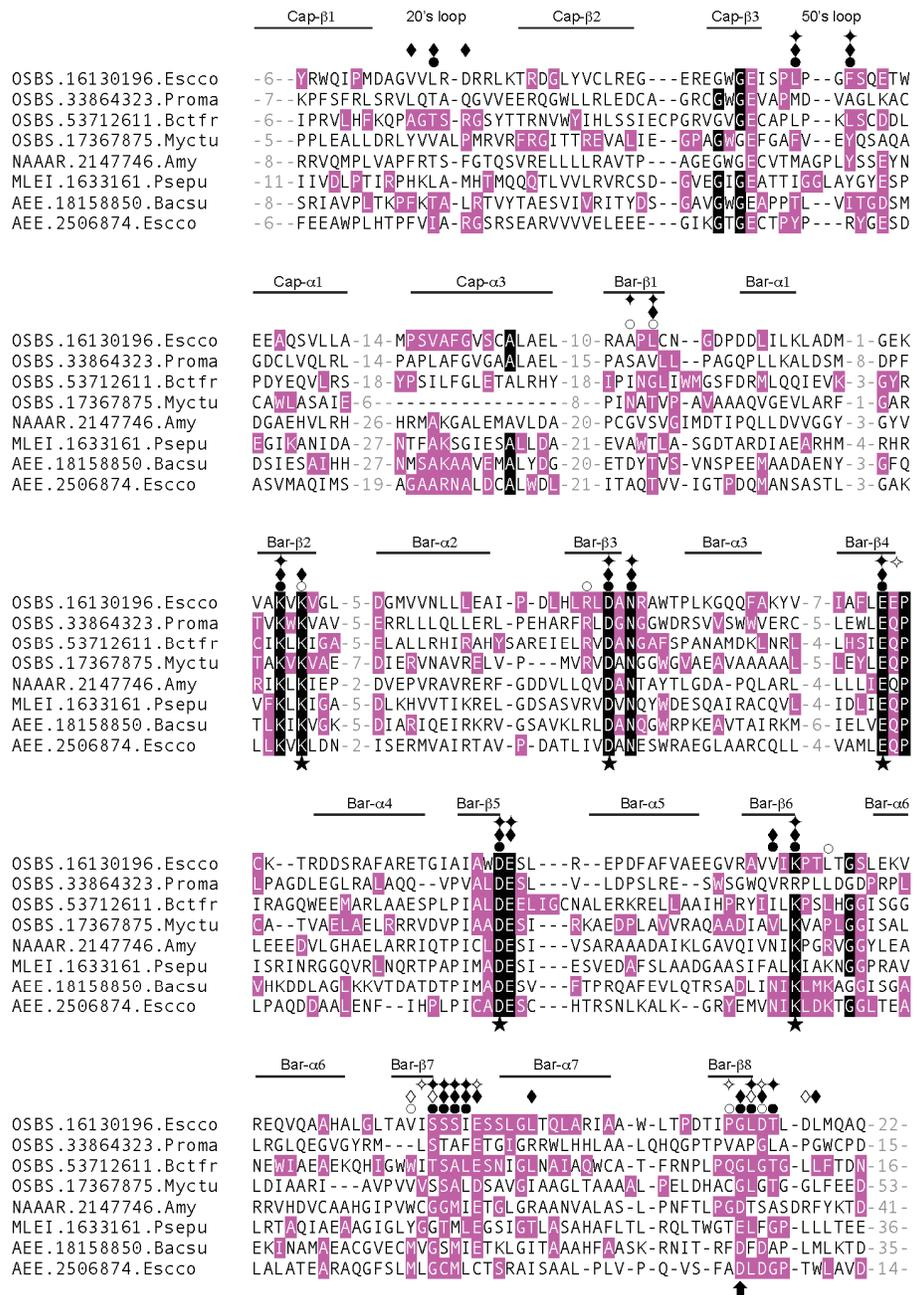 Cap-β1 20's loop Cap-β2 Cap-β3 50's loop
OSBS.16130196.Escco -6--YRWQIPMDAGVVLR-DRRLKTRDGLYVCLREG---EREGWGEISPLP--GFSQETW
OSBS.33864323.Proma -7--KPFSFRLSRVLQTA-QGVVEERQGWLLRLEDCA--GRCGWGEVAPMD--VAGLKAC
OSBS.53712611.Bctfr -6--IPRVLHFKQPAGTS-RGSYTTRNVWYIHLSSIECPGRVGVGECAPLP--KLSCDDL
OSBS.17367875.Myctu -5--PPLEALLDRLYVVALPMRVRFRGITTREVALIE--GPAGWGEFGAFV--EYQSAQA
NAAAR.2147746.Amy -8--RRVQMPLVAPFRTS-FGTQSVRELLLLRAVTP--AGEGWGECVTMAGPLYSSEYN
MLEI.1633161.Psepu -11-IIVDLPTIRPHKLA-MHTMQQQTLVVLRVRCSD--GVEGIGEATTIGGLAYGYESP
AEE.18158850.Bacsu -8--SRIAVPLTKPFKTA-LRTVYTAESVIVRITYDS-GAVGWGEAPPTL--VITGDSM
AEE.2506874.Escco -6--FEEAWPLHTPFVIA-RGSRSEARVVVVELEEE---GIKGTGECTPYP---RYGESD
Cap-α1 Cap-α3 Bar-β1 Bar-α1
OSBS.16130196.Escco EEAQSVLLA-14-MPSVAFGVSCALAEL-10-RAAPLCN--GDPDDLILKLADM-1-GEK
OSBS.33864323.Proma GDCLVQLRL-14-PAPLAFGVGAALAEL-15-PASAVLL--PAGQPLLKALDSM-8-DPF
OSBS.53712611.Bctfr PDYEQVLRS-18-YPSILFGLETALRHY-18-IPINGLIWMGSFDRMLQQIEVK-3-GYR
OSBS.17367875.Myctu CAWLASAIE-6----------------8--PINATVP-AVAAAQVGEVLARF-1-GAR
NAAAR.2147746.Amy DGAEHVLRH-26-HRMAKGALEMAVLDA-20-PCGVSVGIMDTIPQLLDVVGGY-3-GYV
MLEI.1633161.Psepu EGIKANIDA-27-NTFAKSGIESALLDA-21-EVAWTLA-SGDTARDIAEARHM-4-RHR
AEE.18158850.Bacsu DSIESAIHH-27-NMSAKAAVEMALYDG-20-ETDYTVS-VNSPEEMAADAENY-3-GFQ
AEE.2506874.Escco ASVMAQIMS-19-AGAARNALDCALWDL-21-ITAQTVV-IGTPDQMANSASTL-3-GAK
Bar-β2 Bar-α2 Bar-β3 Bar-α3 Bar-β4
OSBS.16130196.Escco VAKVKVGL-5-DGMVVNLLLEAI-P-DLHLRLDANRAWTPLKGQQFAKYV-7-IAFLEEP
OSBS.33864323.Proma TVKWKVAV-5-ERRLLLQLLERL-PEHARFRLDGNGGWDRSVVSWWVERC-5-LEWLEQP
OSBS.53712611.Bctfr CIKLKIGA-5-ELALLRHIRAHYSAREIELRVDANGAFSPANAMDKLNRL-4-LHSIEQP
OSBS.17367875.Myctu TAKVKVAE-7-DIERVNAVRELV-P---MVRVDANGGWGVAEAVAAAAAL-5-LEYLEQP
NAAAR.2147746.Amy RIKLKIEP-2-DVEPVRAVRERF-GDDVLLQVDANTAYTLGDA-PQLARL-4-LLLIEQP
MLEI.1633161.Psepu VFKLKIGA-5-DLKHVVTIKREL-GDSASVRVDVNQYWDESQAIRACQVL-4-IDLIEQP
AEE.18158850.Bacsu TLKIKVGK-5-DIARIQEIRKRV-GSAVKLRLDANQGWRPKEAVTAIRKM-6-IELVEQP
AEE.2506874.Escco LLKVKLDN-2-ISERMVAIRTAV-P-DATLIVDANESWRAEGLAARCQLL-4-VAMLEQP
Bar-α4 Bar-β5 Bar-α5 Bar-β6 Bar-α6
OSBS.16130196.Escco CK--TRDDSRAFARETGIAIAWDESL---R--EPDFAFVAEEGVRAVVIKPTLTGSLEKV
OSBS.33864323.Proma LPAGDLEGLRALAQQ--VPVALDESL---V--LDPSLRE--SWSGWQVRRPLLDGDPRPL
OSBS.53712611.Bctfr IRAGQWEEMARLAAESPLPIALDEELIGCNALERKRELLAAIHPRYIILKPSLHGGISGG
OSBS.17367875.Myctu CA--TVAELAELRRRVDVPIAADESI---RKAEDPLAVVRAQAADIAVLKVAPLGGISAL
NAAAR.2147746.Amy LEEEDVLGHAELARRIQTPICLDESI---VSARAAADAIKLGAVQIVNIKPGRVGGYLEA
MLEI.1633161.Psepu ISRINRGGQVRLNQRTPAPIMADESI---ESVEDAFSLAADGAASIFALKIAKNGGPRAV
AEE.18158850.Bacsu VHKDDLAGLKKVTDATDTPIMADESV---FTPRQAFEVLQTRSADLINIKLMKAGGISGA
AEE.2506874.Escco LPAQDDAALENF--IHPLPICADESC---HTRSNLKALK--GRYEMVNIKLDKTGGLTEA
Bar-α6 Bar-β7 Bar-α7 Bar-β8
OSBS.16130196.Escco REQVQAAHALGLTAVISSSIESSLGLTQLARIAA-W-LTPDTIPGLDTL-DLMQAQ-22-
OSBS.33864323.Proma LRGLQEGVGYRM---LSTAFETGIGRRWLHHLAA-LQHQGPTPVAPGLA-PGWCPD-15-
OSBS.53712611.Bctfr NEWIAEAEKQHIGWWITSALESNIGLNAIAQWCA-T-FRNPLPQGLGTG-LLFTDN-16-
OSBS.17367875.Myctu LDIAARI---AVPVVVSSALDSAVGIAAGLTAAAL-PELDHACGLGTG-GLFEED-53-
NAAAR.2147746.Amy RRVHDVCAAHGIPVWCGGMIETGLGRAANVALAS-L-PNFTLPGDTSASDRFYKTD-41-
MLEI.1633161.Psepu LRTAQIAEAAGIGLYGGTMLEGSIGTLASAHAFLTL-RQLTWGTELFGP-LLLTEE-36-
AEE.18158850.Bacsu EKINAMAEACGVECMVGSMIETKLGITAAAHFAASK-RNIT-RFDFDAP-LMLKTD-35-
AEE.2506874.Escco LALATEARAQGFSLMLGCMLCTSRAISAALPLV-P-Q-VS-FADLDGP-TWLAVD-14-